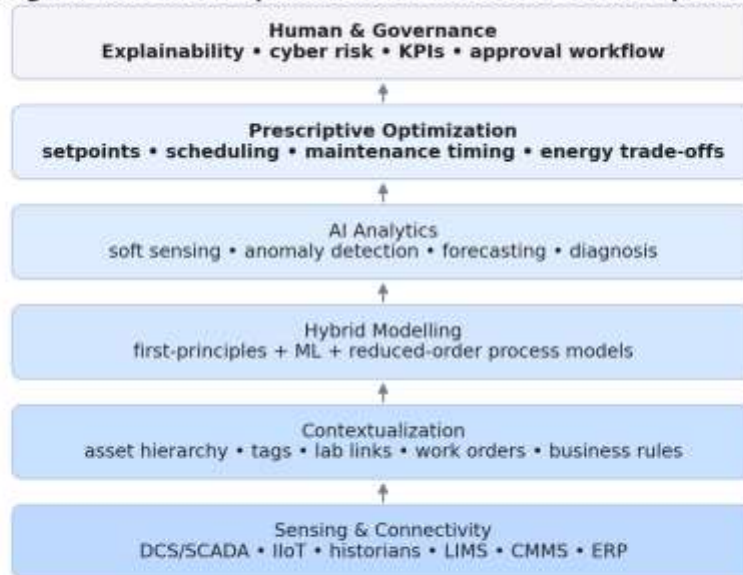 Human & Governance
Explainability • cyber risk • KPIs • approval workflow
Prescriptive Optimization
setpoints • scheduling • maintenance timing • energy trade-offs
AI Analytics
soft sensing • anomaly detection • forecasting • diagnosis
Hybrid Modelling
first-principles + ML + reduced-order process models
Contextualization
asset hierarchy • tags • lab links • work orders • business rules
Sensing & Connectivity
DCS/SCADA • IIoT • historians • LIMS • CMMS • ERP